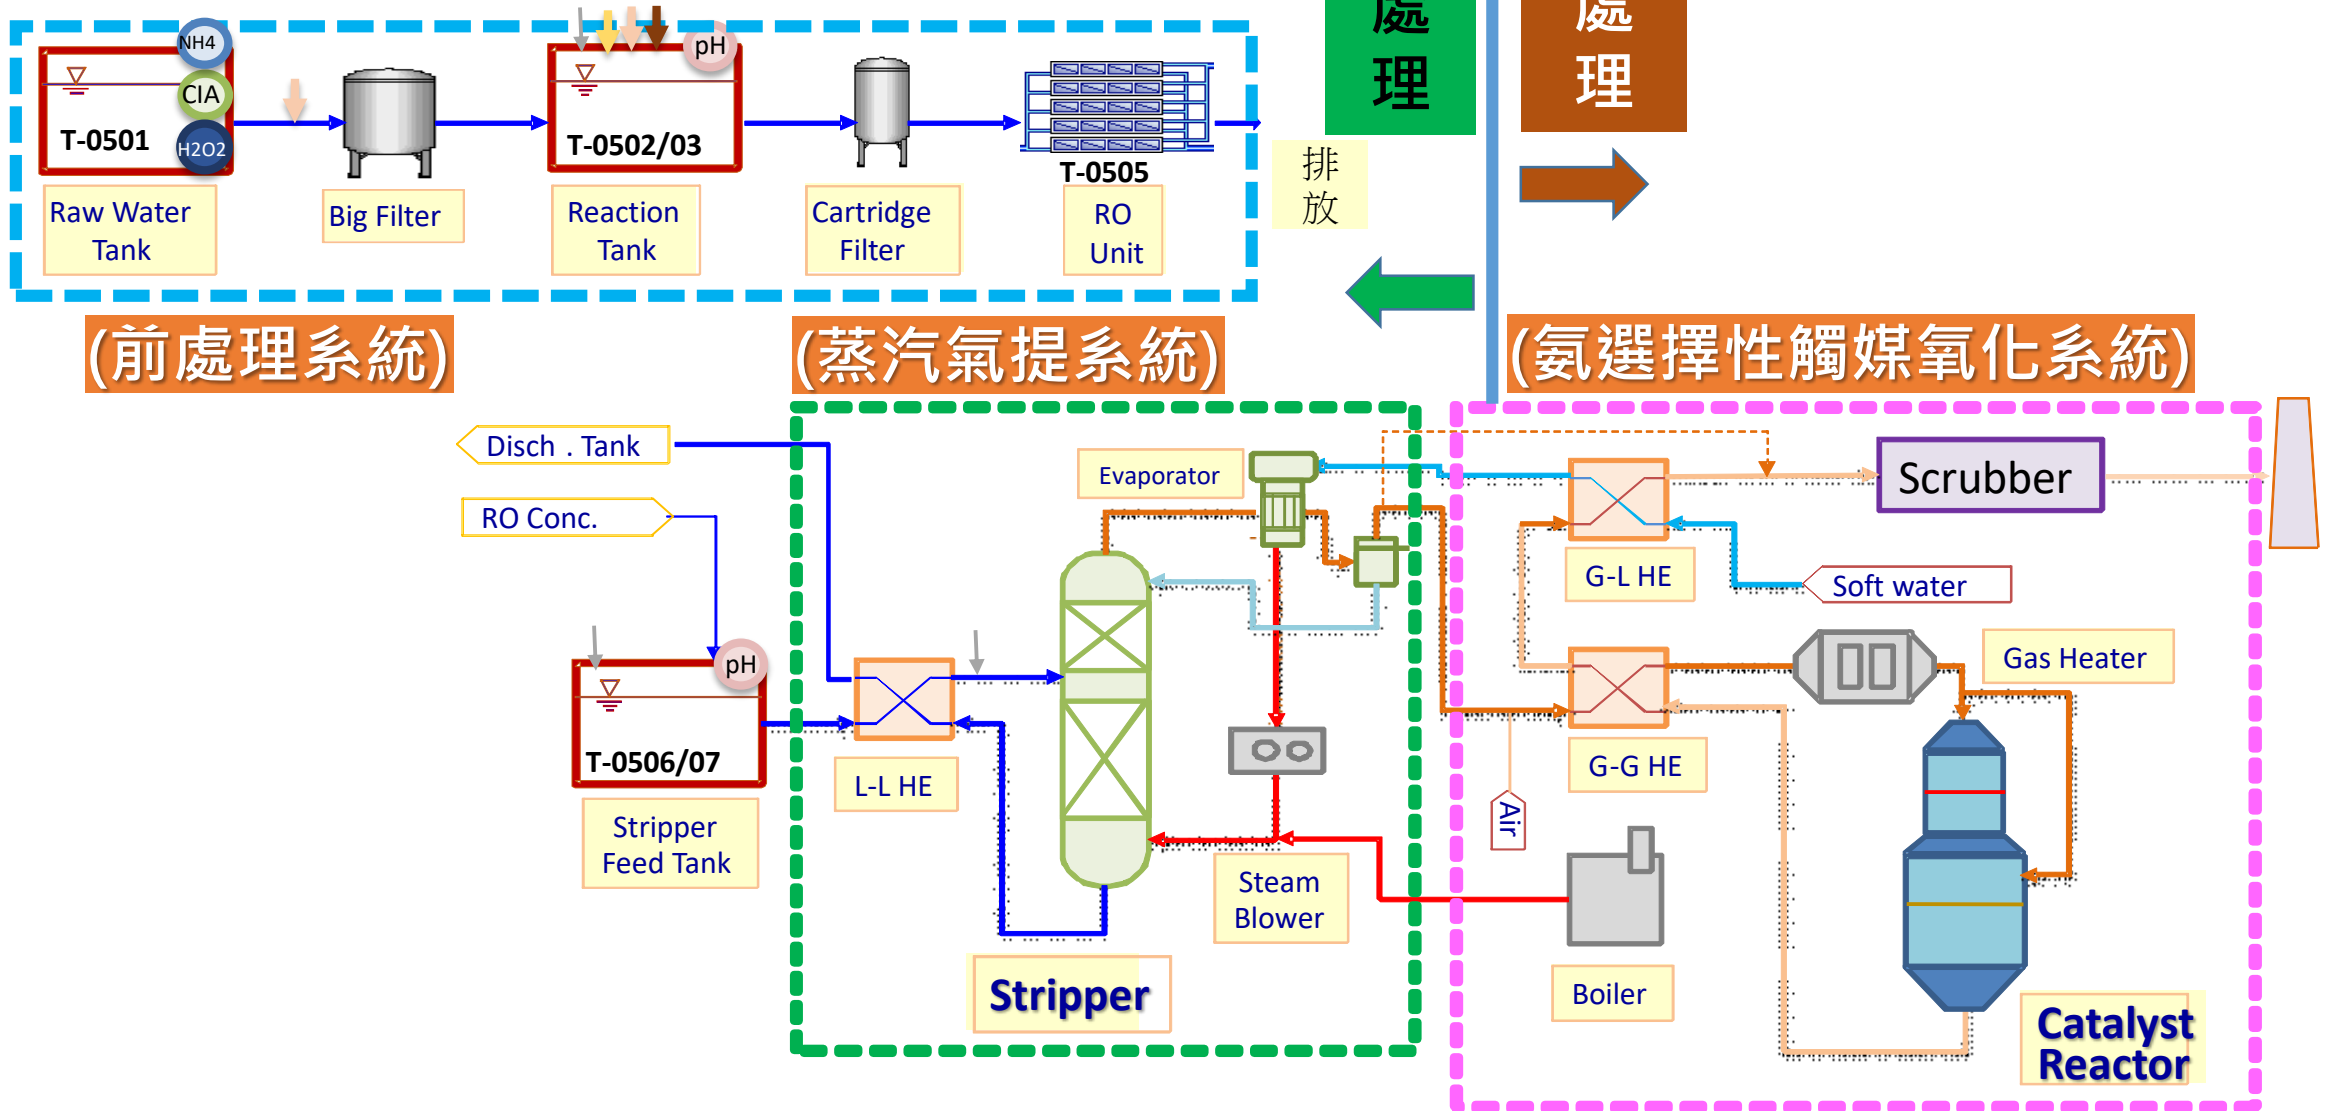 處
理
處
理
NH4
CIA
H2O2
pH
T-0501
T-0502/03
T-0505
Raw Water
Tank
Big Filter
Reaction
Tank
Cartridge
Filter
RO
Unit
排
放
(前處理系統)
(蒸汽氣提系統)
(氨選擇性觸媒氧化系統)
Disch . Tank
RO Conc.
Evaporator
Scrubber
G-L HE
Soft water
pH
T-0506/07
Stripper
Feed Tank
L-L HE
Gas Heater
G-G HE
Air
Steam
Blower
Boiler
Stripper
Catalyst
Reactor